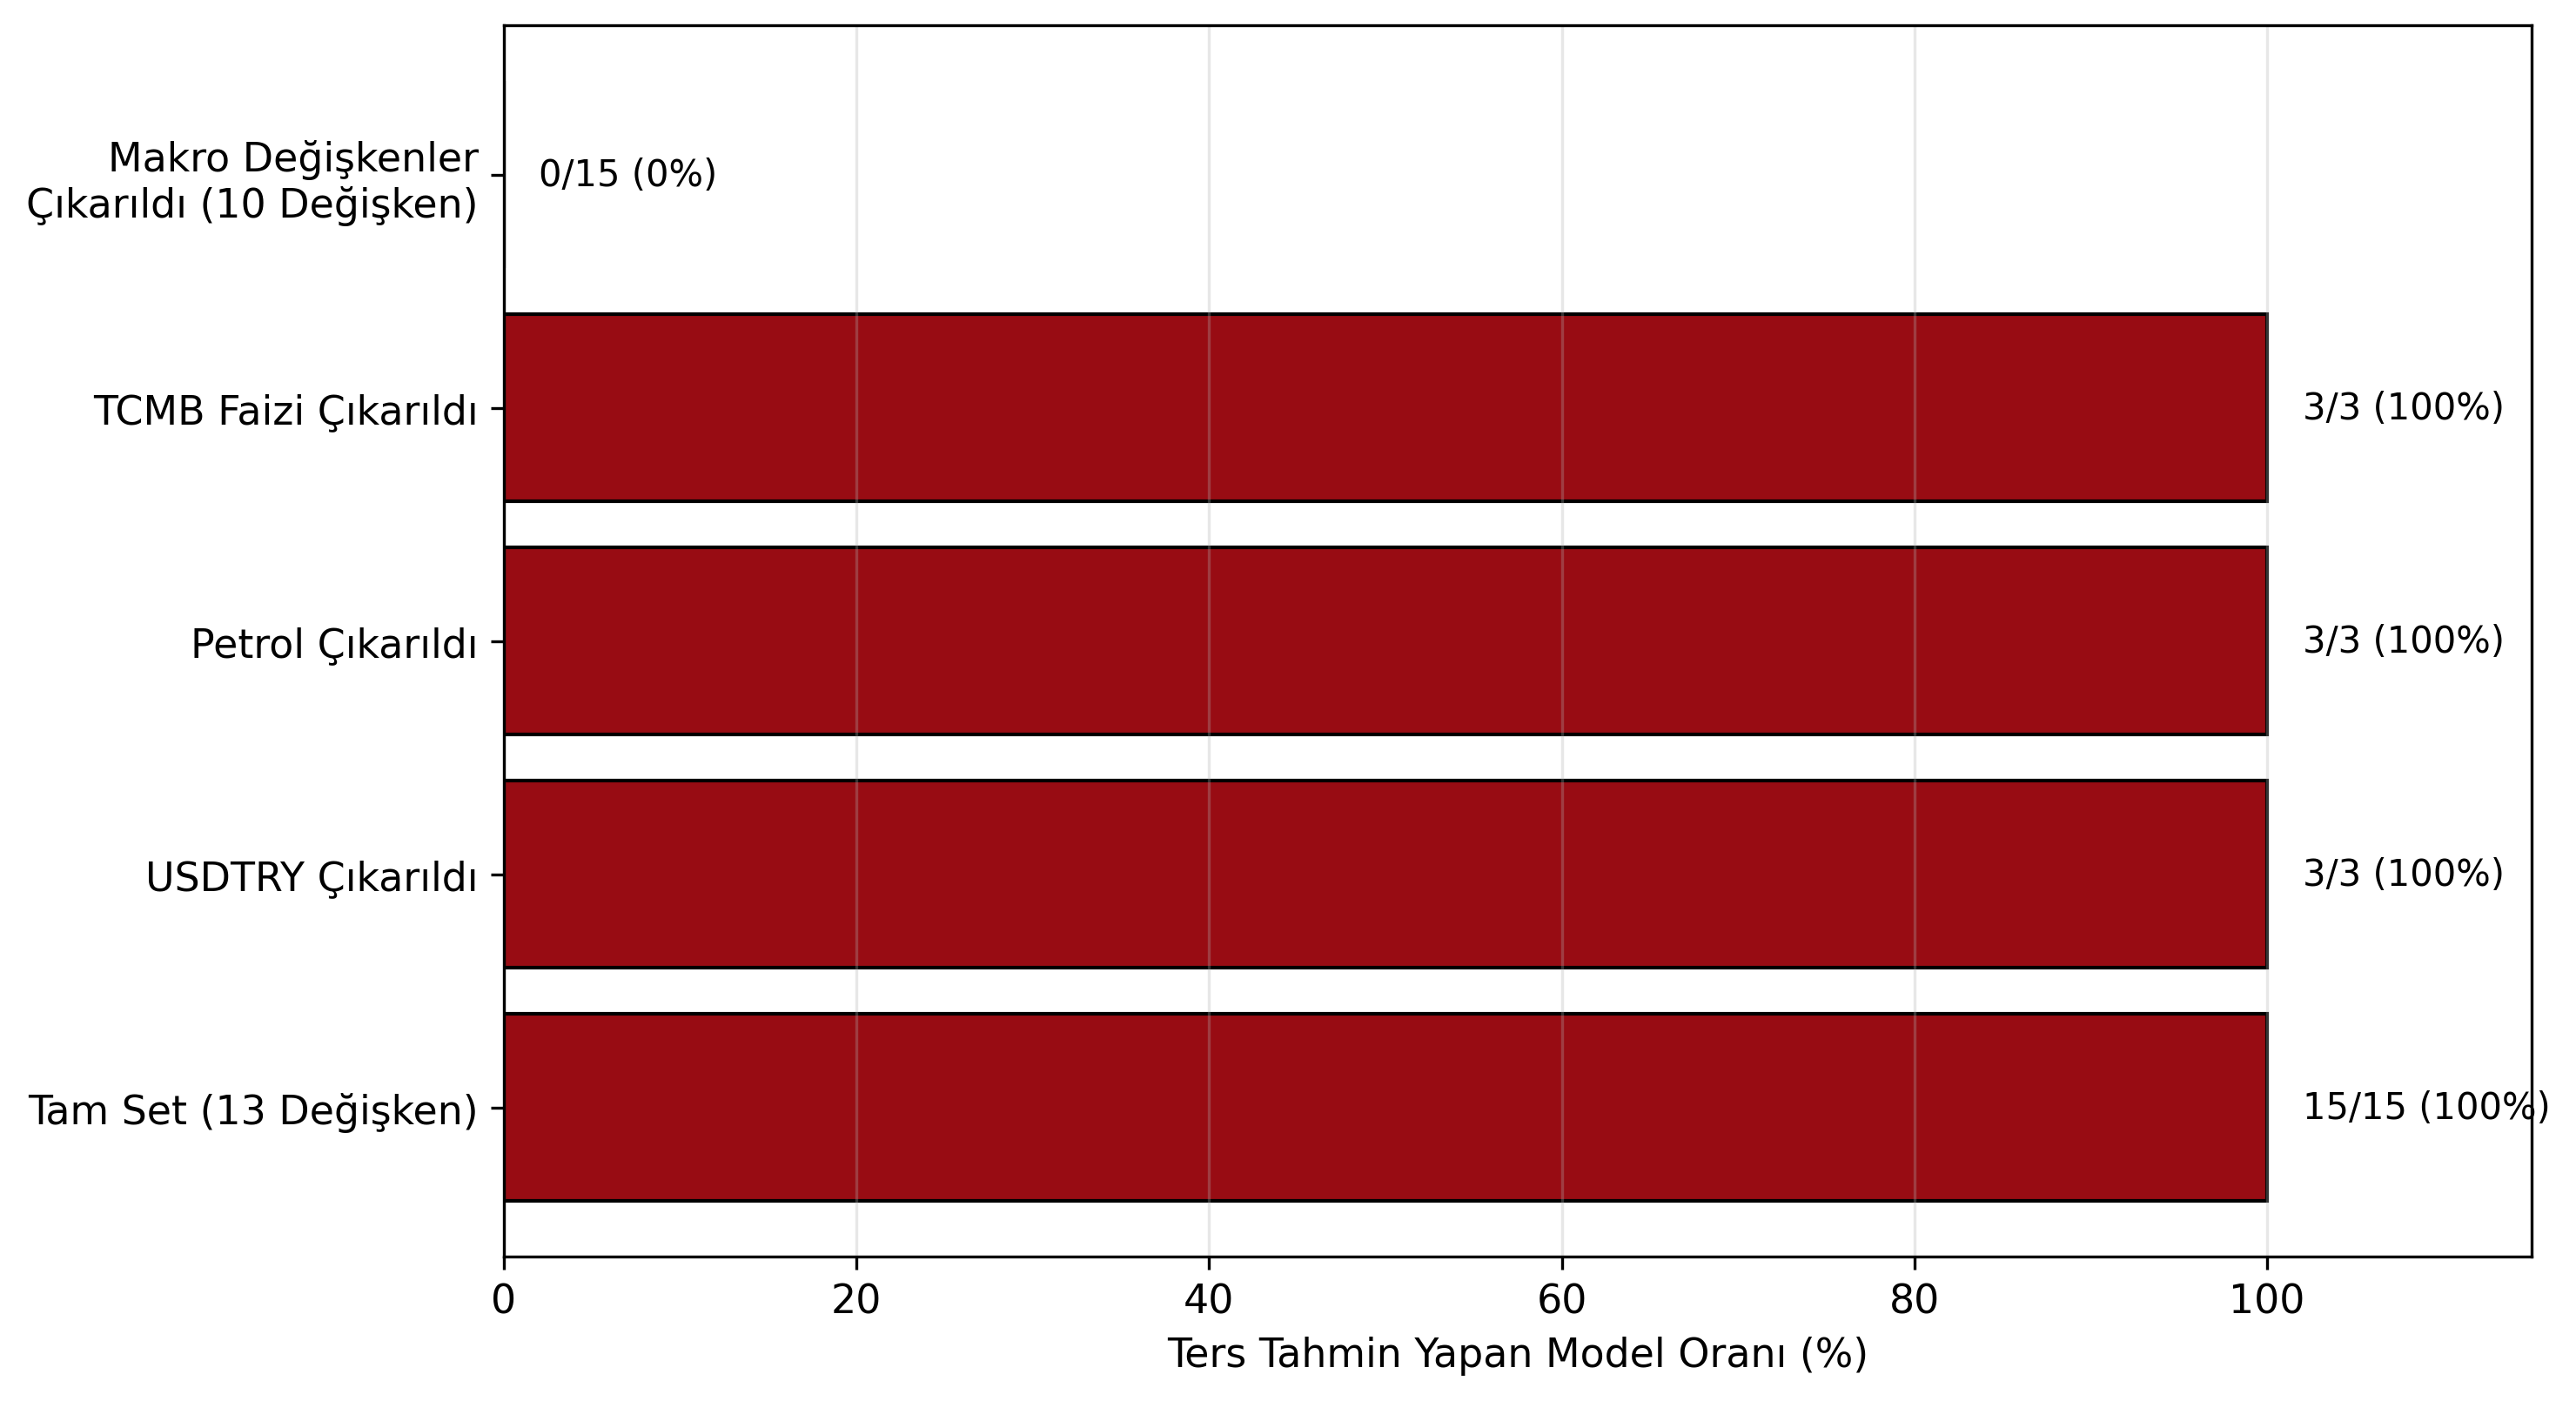 Makro Değişkenler
Çıkarıldı (10 Değişken)
0/15 (0%)
TCMB Faizi Çıkarıldı
3/3 (100%)
Petrol Çıkarıldı
3/3 (100%)
USDTRY Çıkarıldı
3/3 (100%)
Tam Set (13 Değişken)
15/15 (100%)
0 20 40 60 80 100
Ters Tahmin Yapan Model Oranı (%)